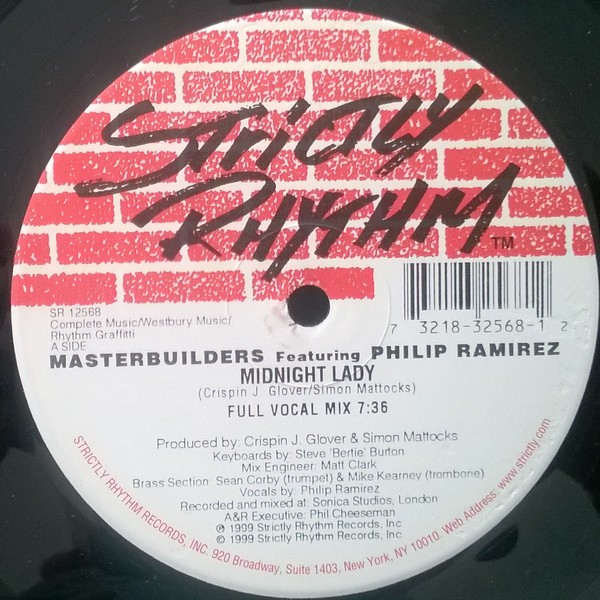 STRICTLY
RHYTHM
TM
SR 12568
Complete Music/Westbury Music/
Rhythm Graffitti
A SIDE
7 3218-32568-1 2
MASTERBUILDERS Featuring PHILIP RAMIREZ
MIDNIGHT LADY
(Crispin J. Glover/Simon Mattocks)
FULL VOCAL MIX 7:36
Produced by: Crispin J. Glover & Simon Mattocks
Keyboards by: Steve 'Bertie' Burton
Mix Engineer: Matt Clark
Brass Section: Sean Corby (trumpet) & Mike Kearney (trombone)
Vocals by: Philip Ramirez
Recorded and mixed at: Sonica Studios, London
A&R Executive: Phil Cheeseman
℗ 1999 Strictly Rhythm Records, Inc
© 1999 Strictly Rhythm Records, Inc
STRICTLY RHYTHM RECORDS, INC. 920 Broadway, Suite 1403, New York, NY 10010. Web Address: www.strictly.com